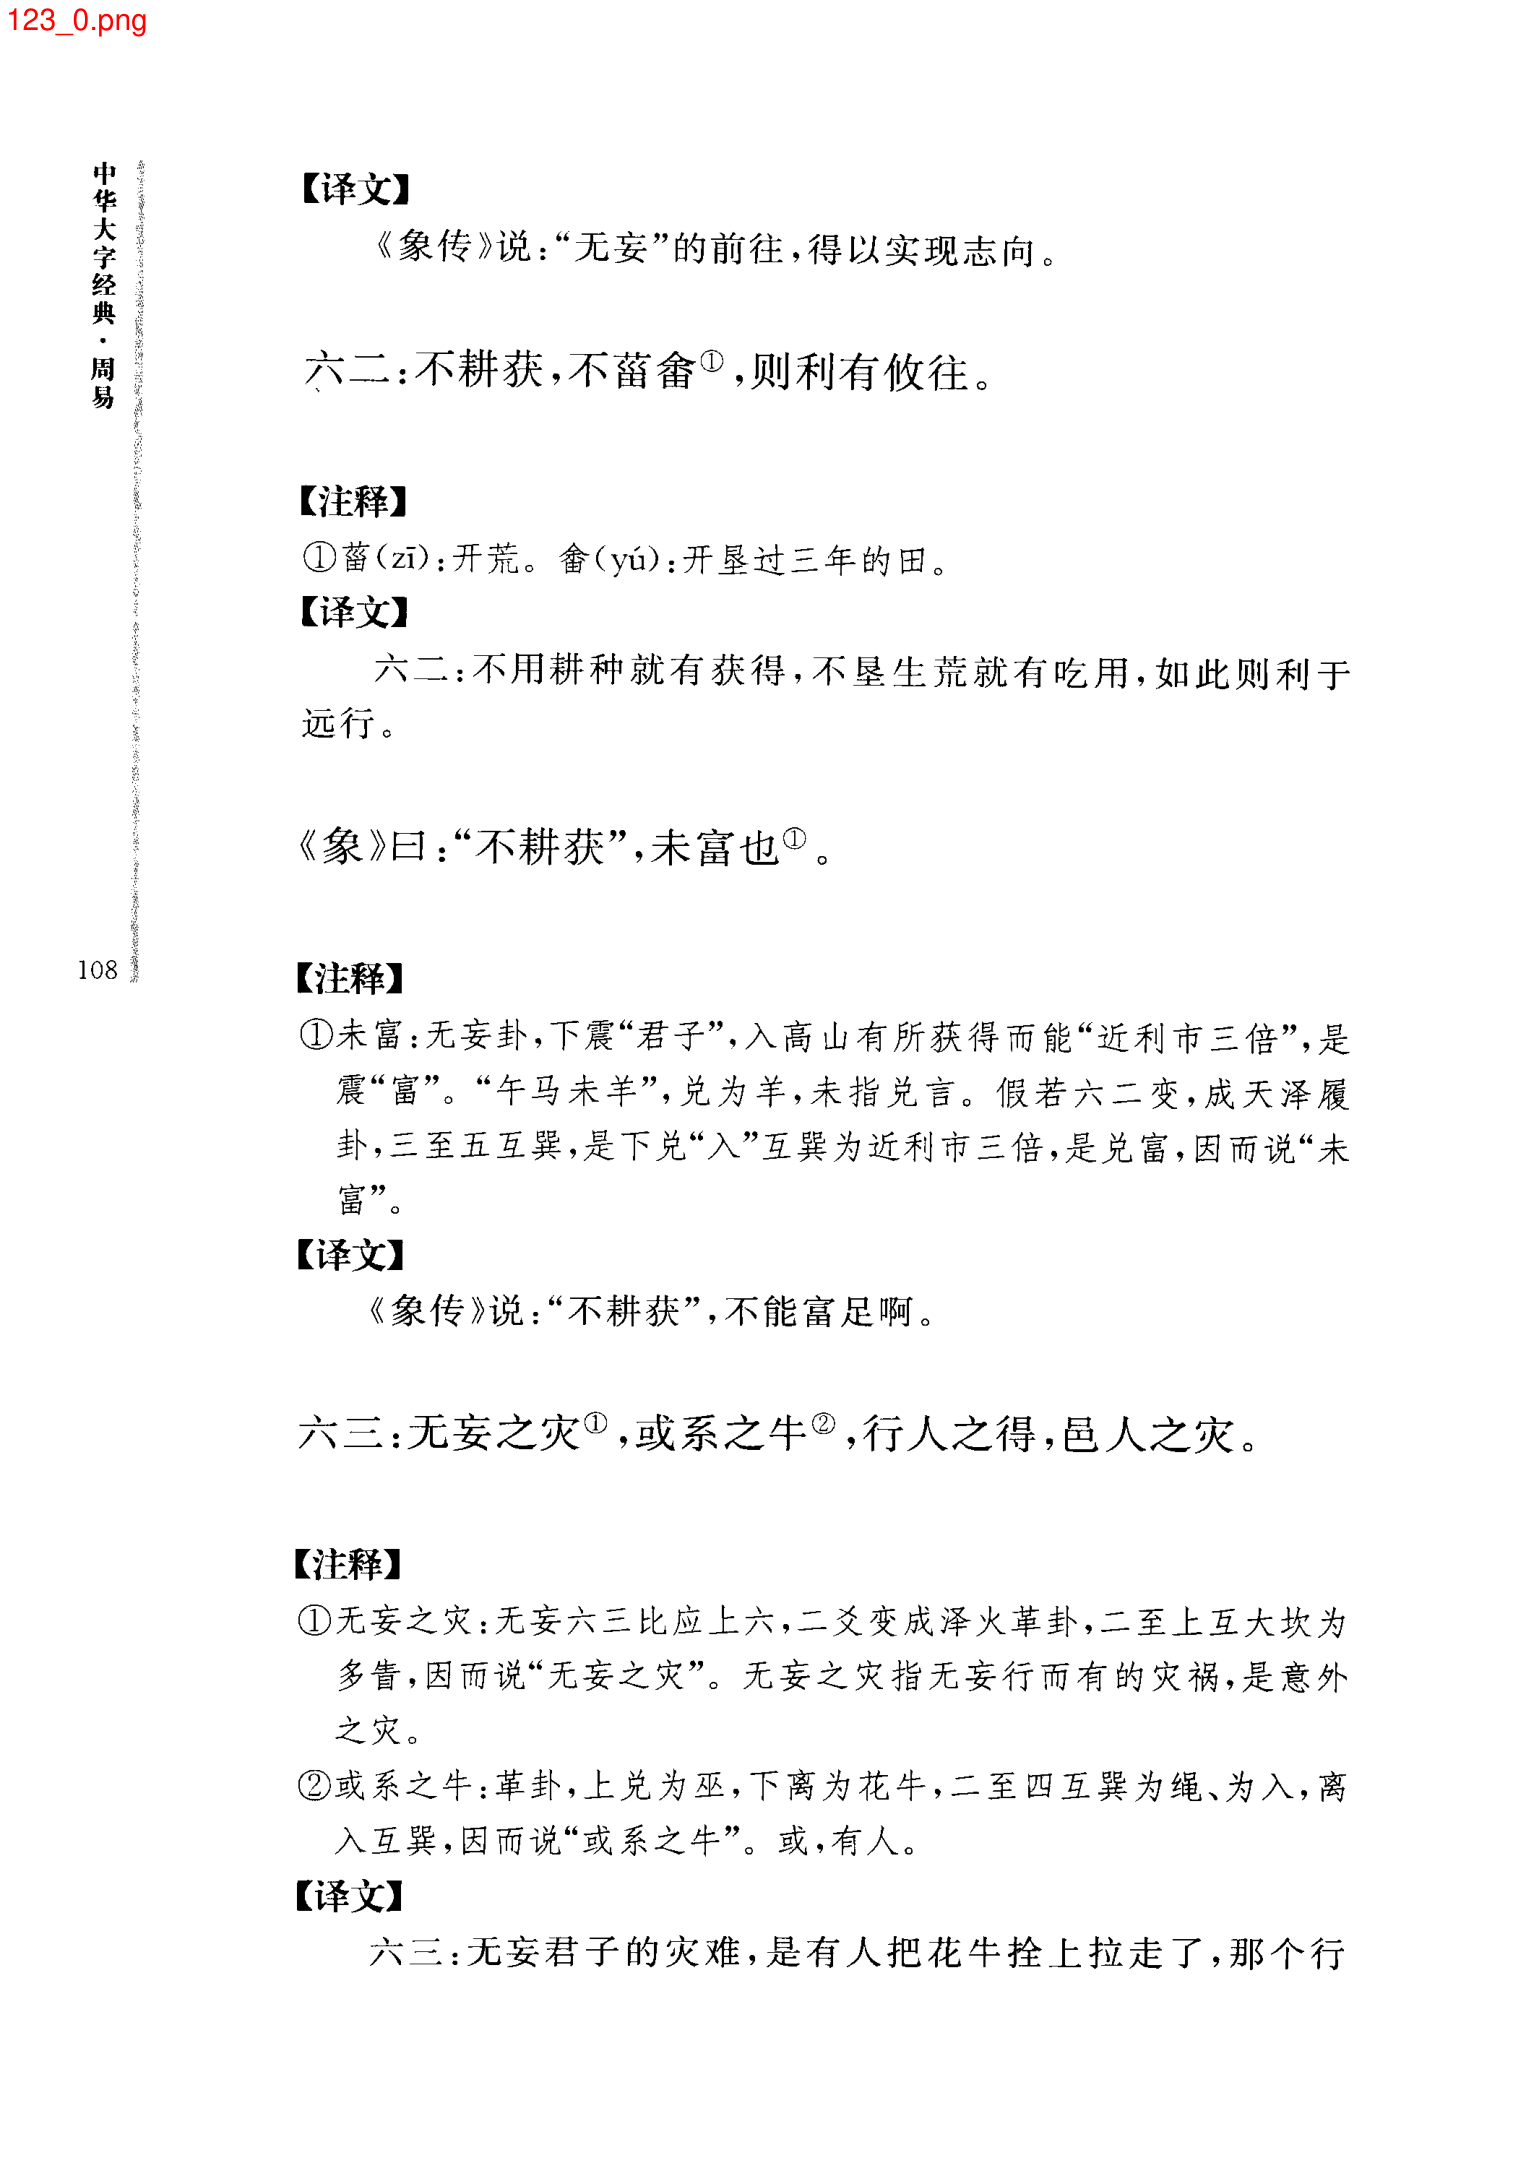 123_0.png
中华大字经典·周易
108
【译文】
《象传》说：“无妄”的前往，得以实现志向。
六二：不耕获，不菑畬①，则利有攸往。
【注释】
①菑(zī)：开荒。畬(yú)：开垦过三年的田。
【译文】
六二：不用耕种就有获得，不垦生荒就有吃用，如此则利于
远行。
《象》曰：“不耕获”，未富也①。
【注释】
①未富：无妄卦，下震“君子”，入高山有所获得而能“近利市三倍”，是
震“富”。“午马未羊”，兑为羊，未指兑言。假若六二变，成天泽履
卦，三至五互巽，是下兑“入”互巽为近利市三倍，是兑富，因而说“未
富”。
【译文】
《象传》说：“不耕获”，不能富足啊。
六三：无妄之灾①，或系之牛②，行人之得，邑人之灾。
【注释】
①无妄之灾：无妄六三比应上六，二爻变成泽火革卦，二至上互大坎为
多眚，因而说“无妄之灾”。无妄之灾指无妄行而有的灾祸，是意外
之灾。
②或系之牛：革卦，上兑为巫，下离为花牛，二至四互巽为绳、为入，离
入互巽，因而说“或系之牛”。或，有人。
【译文】
六三：无妄君子的灾难，是有人把花牛拴上拉走了，那个行